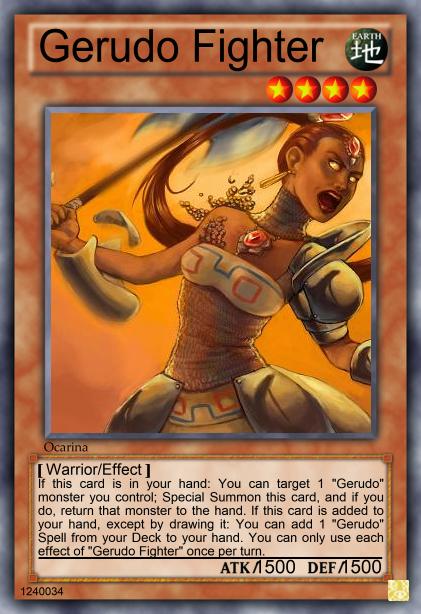 Gerudo Fighter
EARTH
地
Ocarina
[ Warrior/Effect ]
If this card is in your hand: You can target 1 "Gerudo"
monster you control; Special Summon this card, and if you
do, return that monster to the hand. If this card is added to
your hand, except by drawing it: You can add 1 "Gerudo"
Spell from your Deck to your hand. You can only use each
effect of "Gerudo Fighter" once per turn.
ATK/1500 DEF/1500
1240034